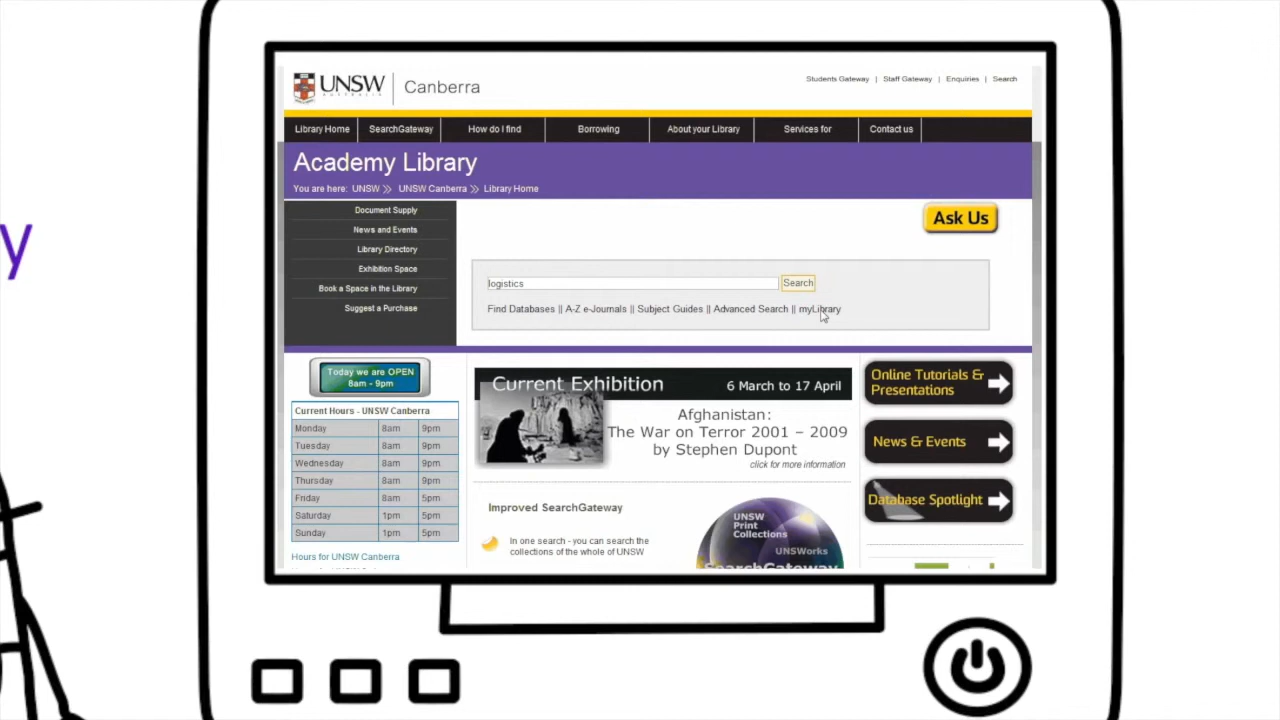 UNSW
AUSTRALIA
Canberra
Students Gateway | Staff Gateway | Enquiries | Search
Library Home
SearchGateway
How do I find
Borrowing
About your Library
Services for
Contact us
Academy Library
You are here: UNSW >> UNSW Canberra >> Library Home
y
Document Supply
News and Events
Library Directory
Exhibition Space
Book a Space in the Library
Suggest a Purchase
Ask Us
logistics
Search
Find Databases || A-Z e-Journals || Subject Guides || Advanced Search || myLibrary
Today we are OPEN
8am - 9pm
Current Hours - UNSW Canberra
Monday 8am 9pm
Tuesday 8am 9pm
Wednesday 8am 9pm
Thursday 8am 9pm
Friday 8am 5pm
Saturday 1pm 5pm
Sunday 1pm 5pm
Hours for UNSW Canberra
Current Exhibition
6 March to 17 April
Afghanistan:
The War on Terror 2001 – 2009
by Stephen Dupont
click for more information
Improved SearchGateway
In one search - you can search the
collections of the whole of UNSW
UNSW
Print
Collections
UNSWorks
SearchGateway
Online Tutorials &
Presentations
News & Events
Database Spotlight